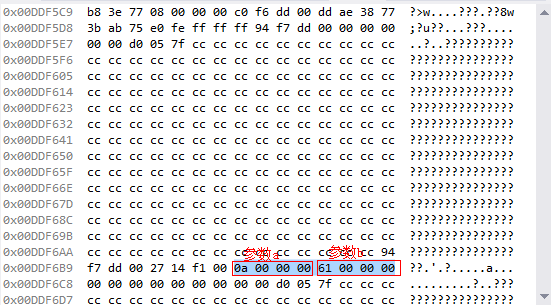 0x00DDF5C9 b8 3e 77 08 00 00 00 c0 f6 dd 00 dd ae 38 77 ?>w....???.??8w
0x00DDF5D8 3b ab 75 e0 fe ff ff ff 94 f7 dd 00 00 00 00 ;?u??...???....
0x00DDF5E7 00 00 d0 05 7f cc cc cc cc cc cc cc cc cc cc ..?..??????????
0x00DDF5F6 cc cc cc cc cc cc cc cc cc cc cc cc cc cc cc ???????????????
0x00DDF605 cc cc cc cc cc cc cc cc cc cc cc cc cc cc cc ???????????????
0x00DDF614 cc cc cc cc cc cc cc cc cc cc cc cc cc cc cc ???????????????
0x00DDF623 cc cc cc cc cc cc cc cc cc cc cc cc cc cc cc ???????????????
0x00DDF632 cc cc cc cc cc cc cc cc cc cc cc cc cc cc cc ???????????????
0x00DDF641 cc cc cc cc cc cc cc cc cc cc cc cc cc cc cc ???????????????
0x00DDF650 cc cc cc cc cc cc cc cc cc cc cc cc cc cc cc ???????????????
0x00DDF65F cc cc cc cc cc cc cc cc cc cc cc cc cc cc cc ???????????????
0x00DDF66E cc cc cc cc cc cc cc cc cc cc cc cc cc cc cc ???????????????
0x00DDF67D cc cc cc cc cc cc cc cc cc cc cc cc cc cc cc ???????????????
0x00DDF68C cc cc cc cc cc cc cc cc cc cc cc cc cc cc cc ???????????????
0x00DDF69B cc cc cc cc cc cc cc cc cc cc cc cc cc cc cc ???????????????
0x00DDF6AA cc cc cc cc cc cc cc 参数a cc cc 参数b cc 94 ???????????????
0x00DDF6B9 f7 dd 00 27 14 f1 00 0a 00 00 00 61 00 00 00 ??.'.?.....a...
0x00DDF6C8 00 00 00 00 00 00 00 00 00 d0 05 7f cc cc cc .........?..???
0x00DDF6D7 cc cc cc cc cc cc cc cc cc cc cc cc cc cc cc ???????????????